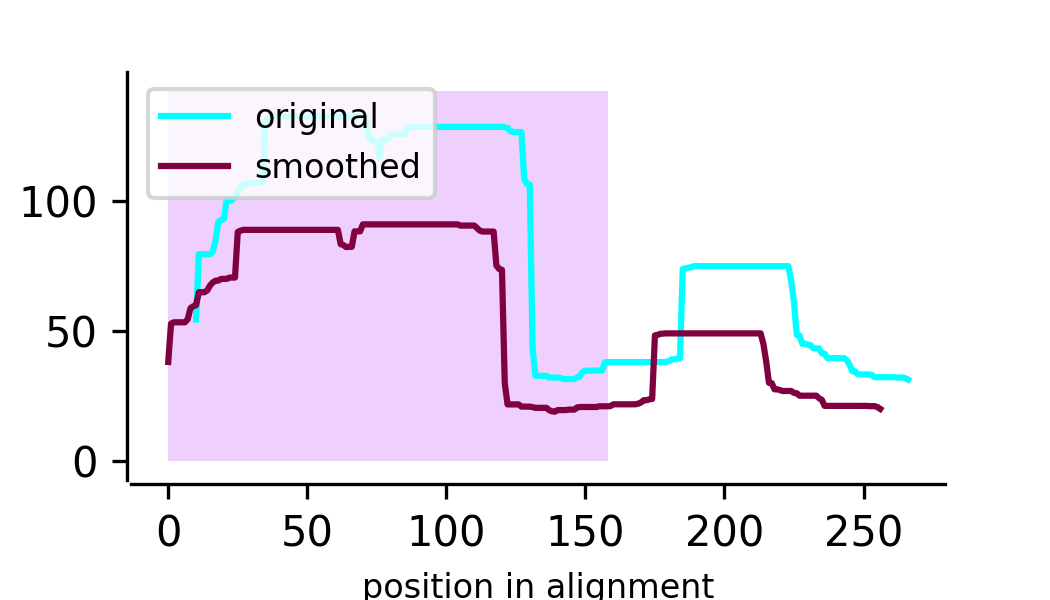 original
smoothed
100
50
0
0 50 100 150 200 250
position in alignment